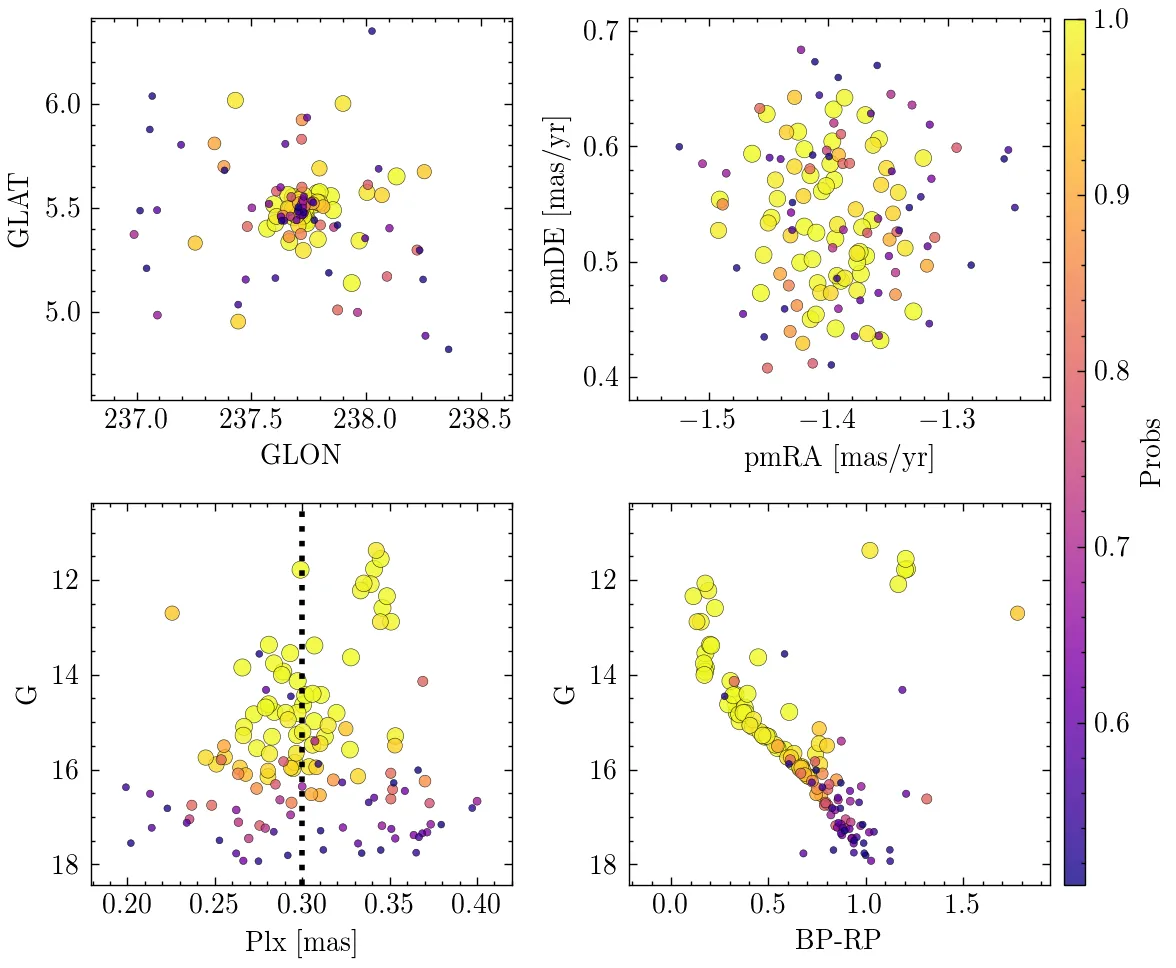 6.0
5.5
5.0
GLAT
237.0 237.5 238.0 238.5
GLON
0.7
0.6
0.5
0.4
pmDE [mas/yr]
−1.5 −1.4 −1.3
pmRA [mas/yr]
1.0
0.9
0.8
0.7
0.6
Probs
12
14
16
18
G
0.20 0.25 0.30 0.35 0.40
Plx [mas]
12
14
16
18
G
0.0 0.5 1.0 1.5
BP-RP